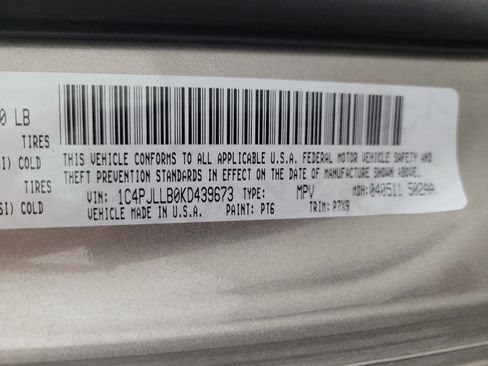 0 LB
TIRES
SI) COLD
TIRES
SI) COLD
THIS VEHICLE CONFORMS TO ALL APPLICABLE U.S.A. FEDERAL MOTOR VEHICLE SAFETY AND
THEFT PREVENTION STANDARDS IN EFFECT ON THE DATE OF MANUFACTURE SHOWN ABOVE.
VIN: 1C4PJLLB0KD439673 TYPE: MPV MDH: 040511 502AA
VEHICLE MADE IN U.S.A. PAINT: PT6 TRIM: P7X9